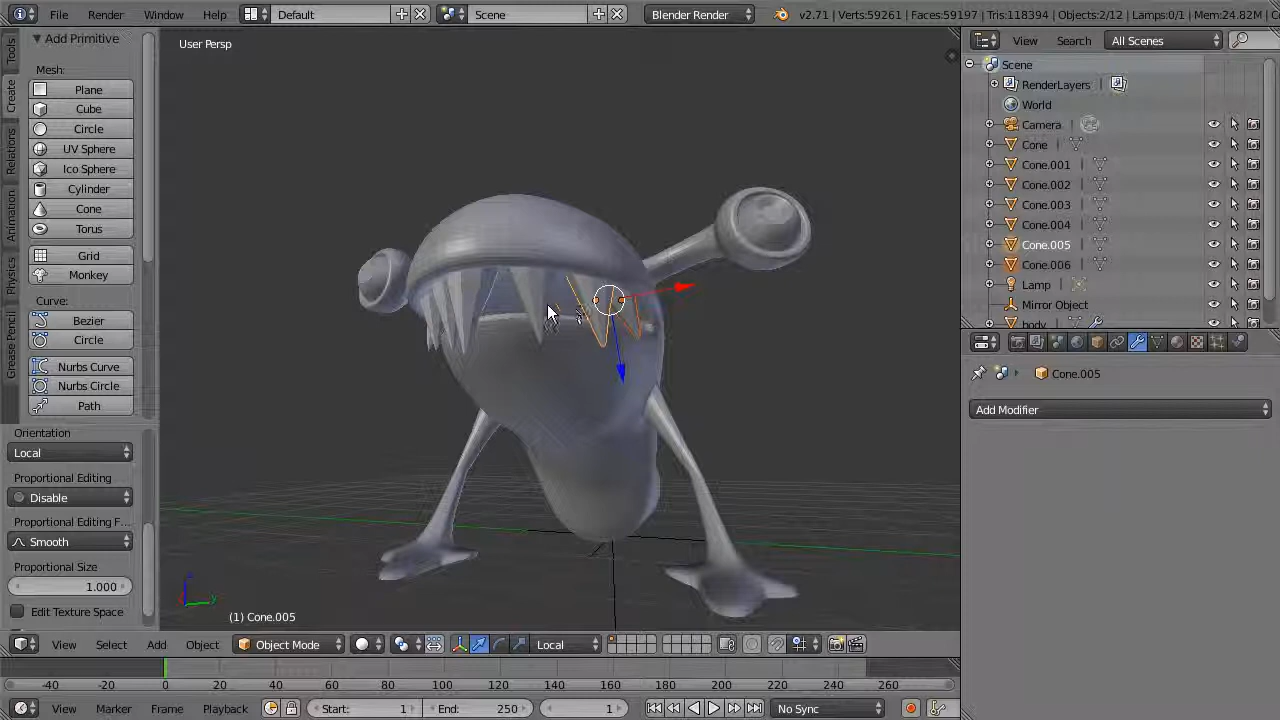 File Render Window Help Default Scene Blender Render v2.71 | Verts:59261 | Faces:59197 | Tris:118394 | Objects:2/12 | Lamps:0/1 | Mem:24.82M |
Add Primitive
Mesh:
Plane
Cube
Circle
UV Sphere
Ico Sphere
Cylinder
Cone
Torus
Grid
Monkey
Curve:
Bezier
Circle
Nurbs Curve
Nurbs Circle
Path
Tools
Create
Relations
Animation
Physics
Grease Pencil
Orientation
Local
Proportional Editing
Disable
Proportional Editing F...
Smooth
Proportional Size
1.000
Edit Texture Space
User Persp
(1) Cone.005
View Select Add Object Object Mode Local
-40 -20 0 20 40 60 80 100 120 140 160 180 200 220 240 260
View Marker Frame Playback Start: 1 End: 250 1 No Sync
View Search All Scenes
Scene
RenderLayers
World
Camera
Cone
Cone.001
Cone.002
Cone.003
Cone.004
Cone.005
Cone.006
Lamp
Mirror Object
body
Cone.005
Add Modifier